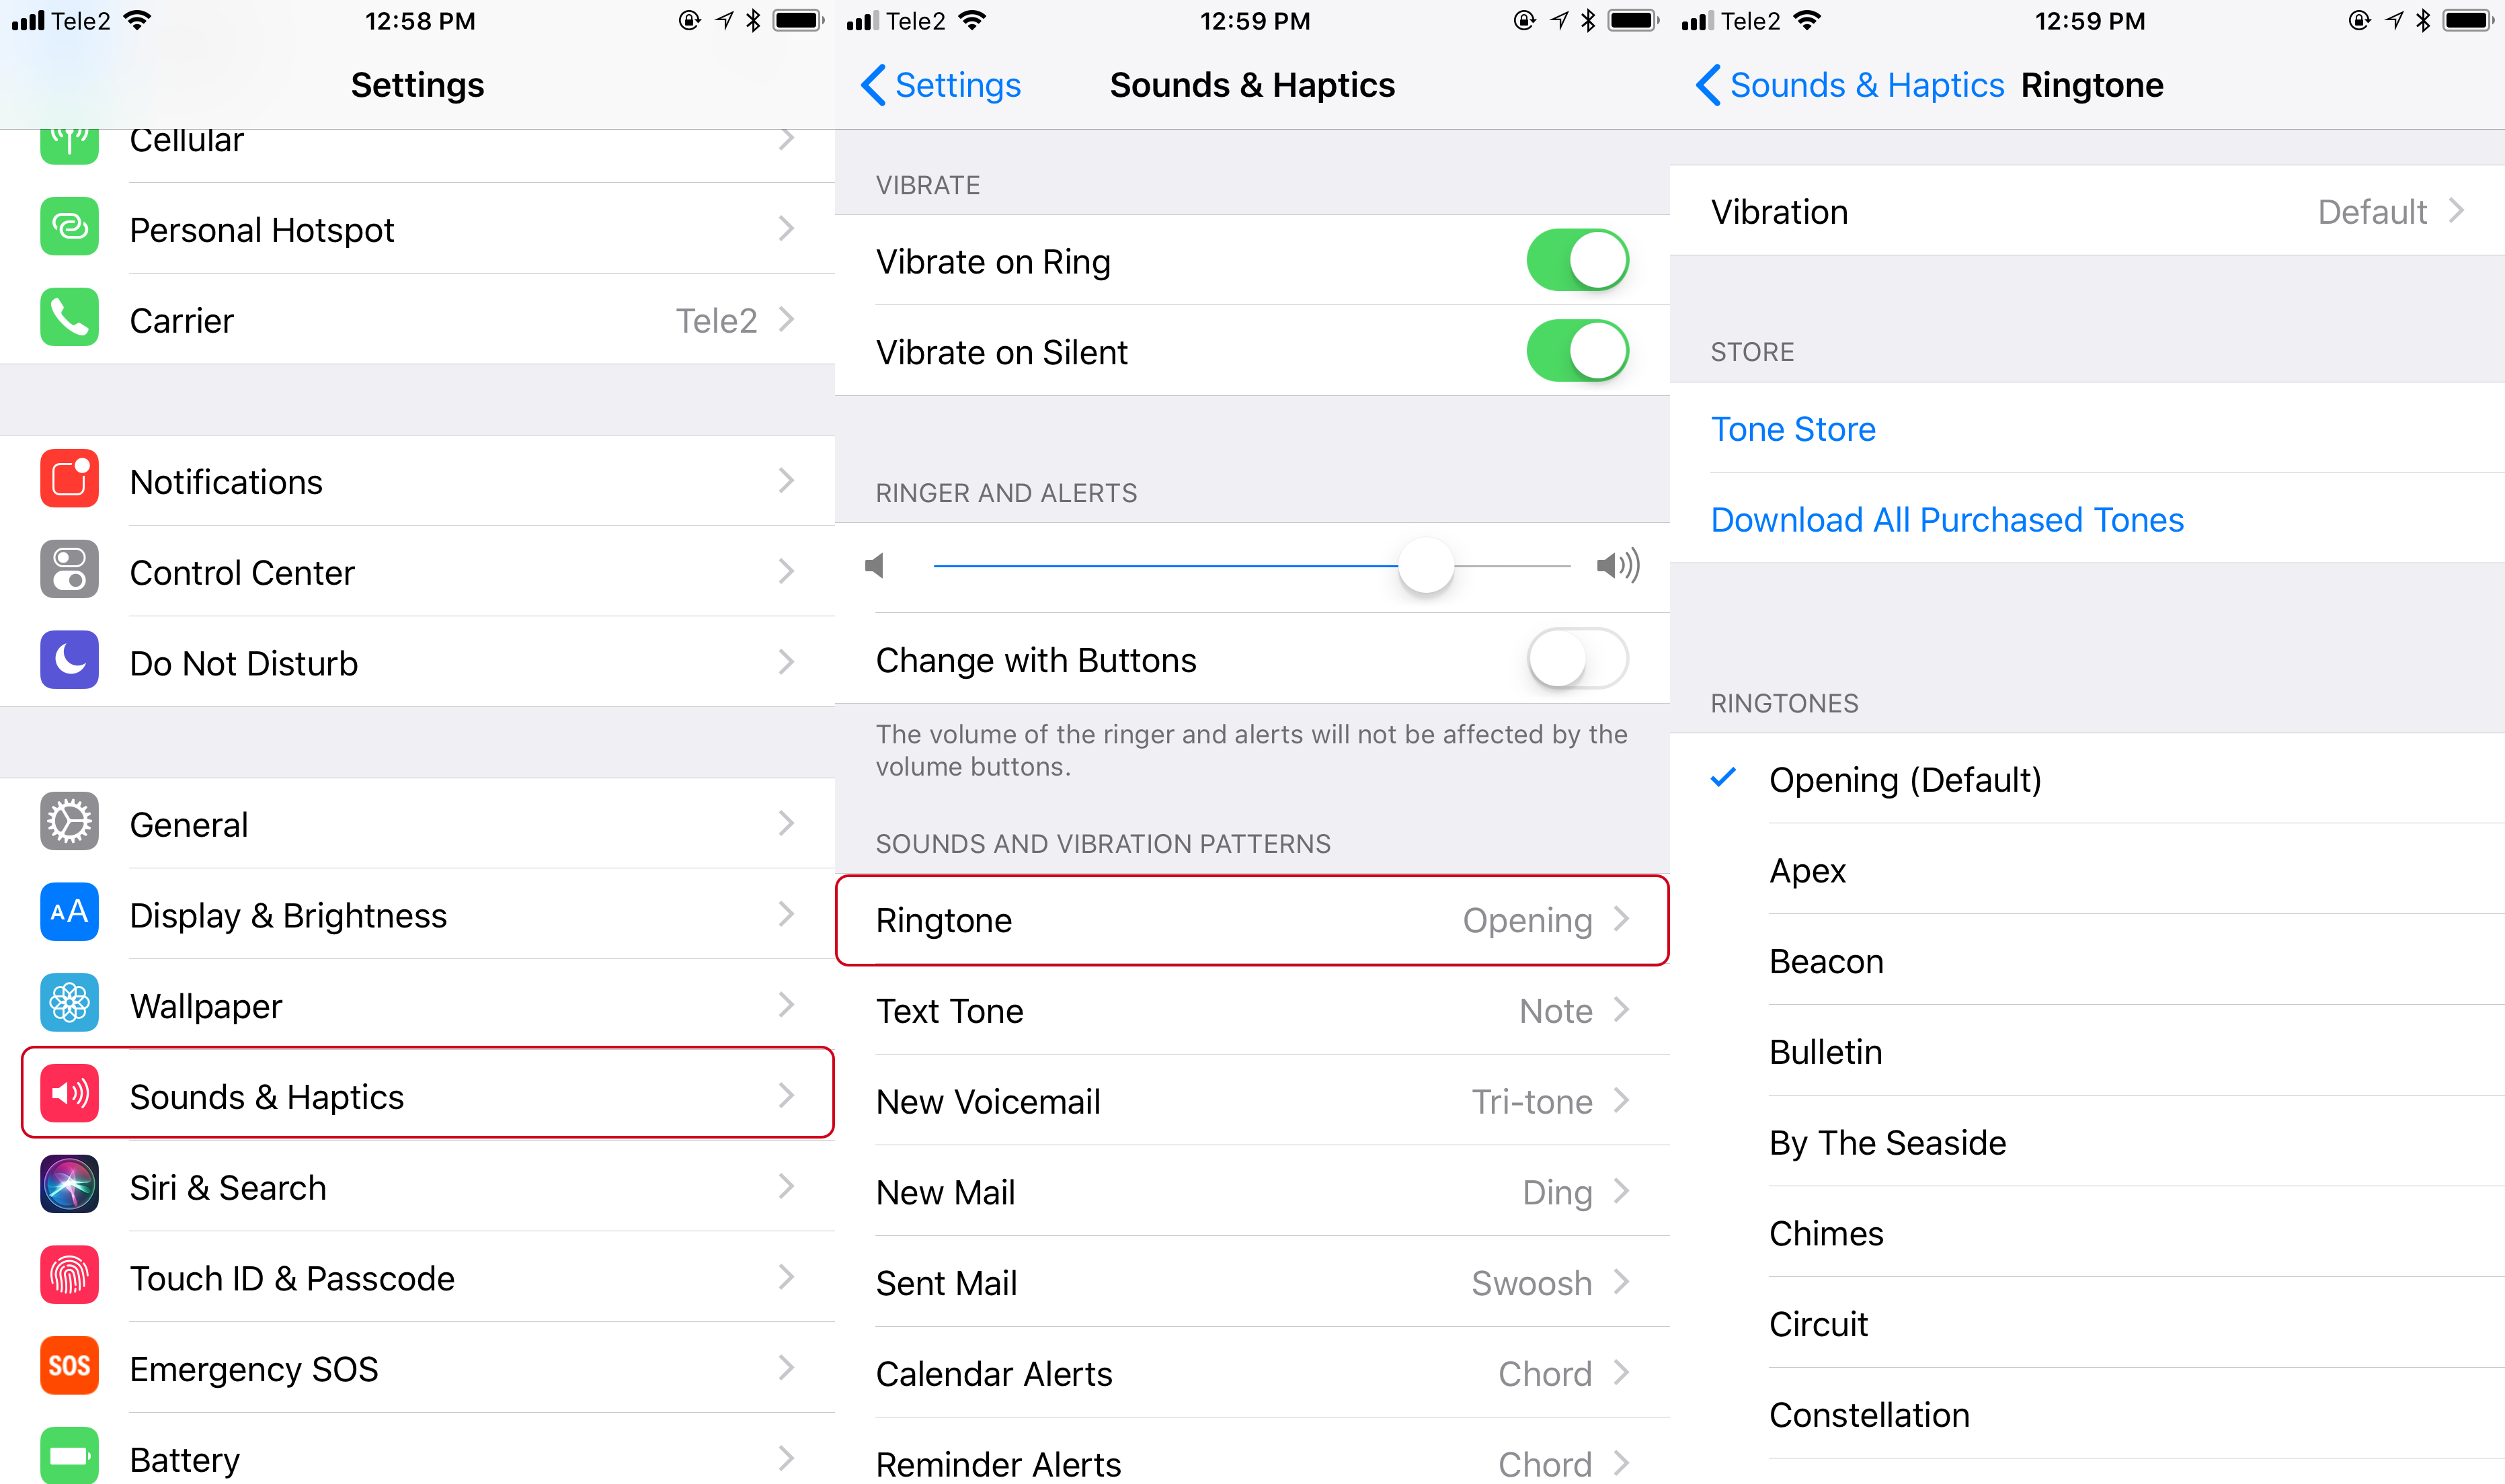 Tele2 12:58 PM
Settings
Cellular
Personal Hotspot
Carrier Tele2
Notifications
Control Center
Do Not Disturb
General
AA Display & Brightness
Wallpaper
Sounds & Haptics
Siri & Search
Touch ID & Passcode
SOS Emergency SOS
Battery
Tele2 12:59 PM
Settings Sounds & Haptics
VIBRATE
Vibrate on Ring
Vibrate on Silent
RINGER AND ALERTS
Change with Buttons
The volume of the ringer and alerts will not be affected by the
volume buttons.
SOUNDS AND VIBRATION PATTERNS
Ringtone Opening
Text Tone Note
New Voicemail Tri-tone
New Mail Ding
Sent Mail Swoosh
Calendar Alerts Chord
Reminder Alerts Chord
Tele2 12:59 PM
Sounds & Haptics Ringtone
Vibration Default
STORE
Tone Store
Download All Purchased Tones
RINGTONES
Opening (Default)
Apex
Beacon
Bulletin
By The Seaside
Chimes
Circuit
Constellation